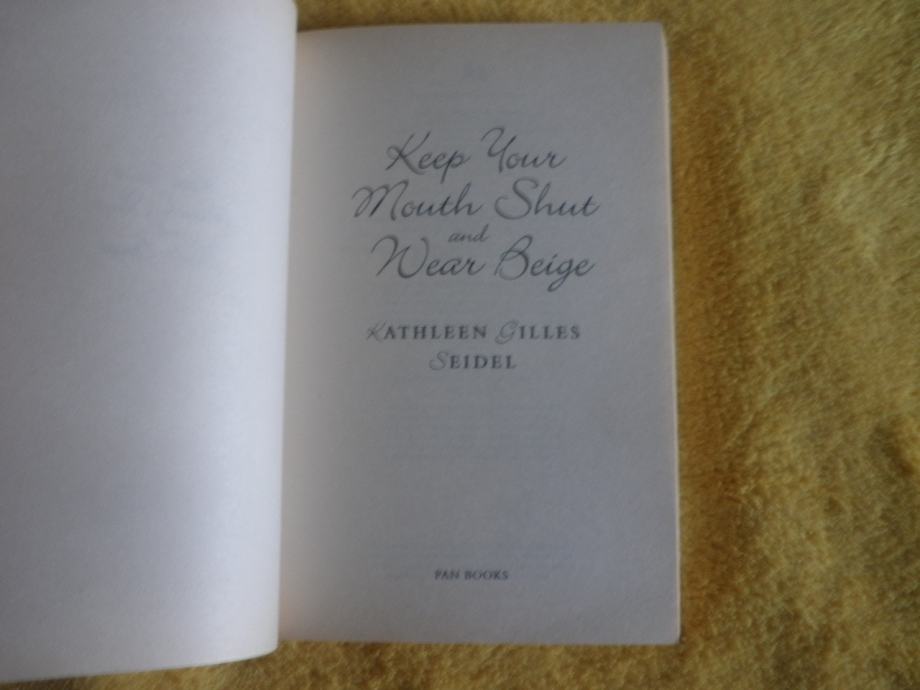 Keep Your
Mouth Shut
and
Wear Beige
KATHLEEN GILLES
SEIDEL
PAN BOOKS